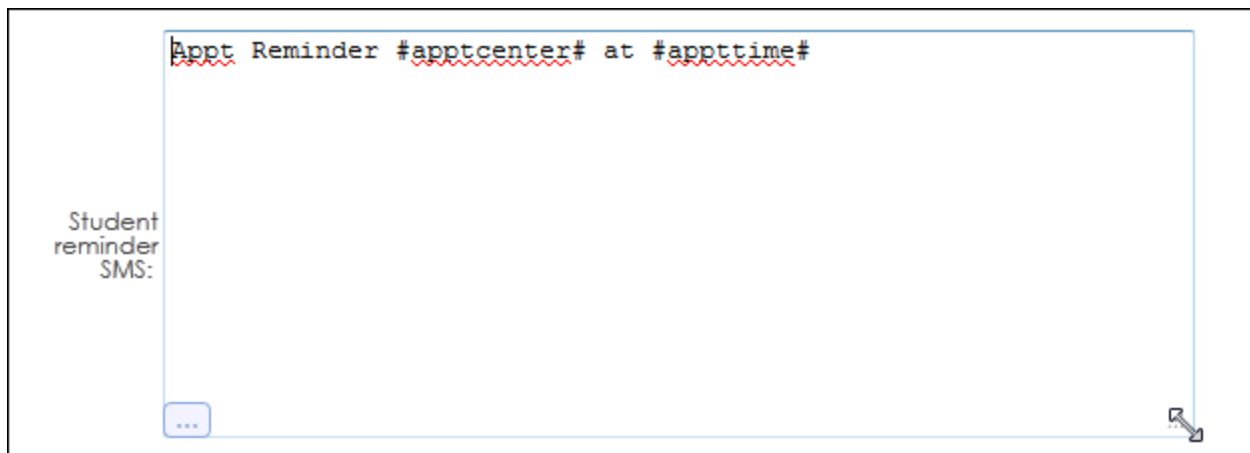 Appt Reminder #apptcenter# at #appttime#
Student
reminder
SMS:
...